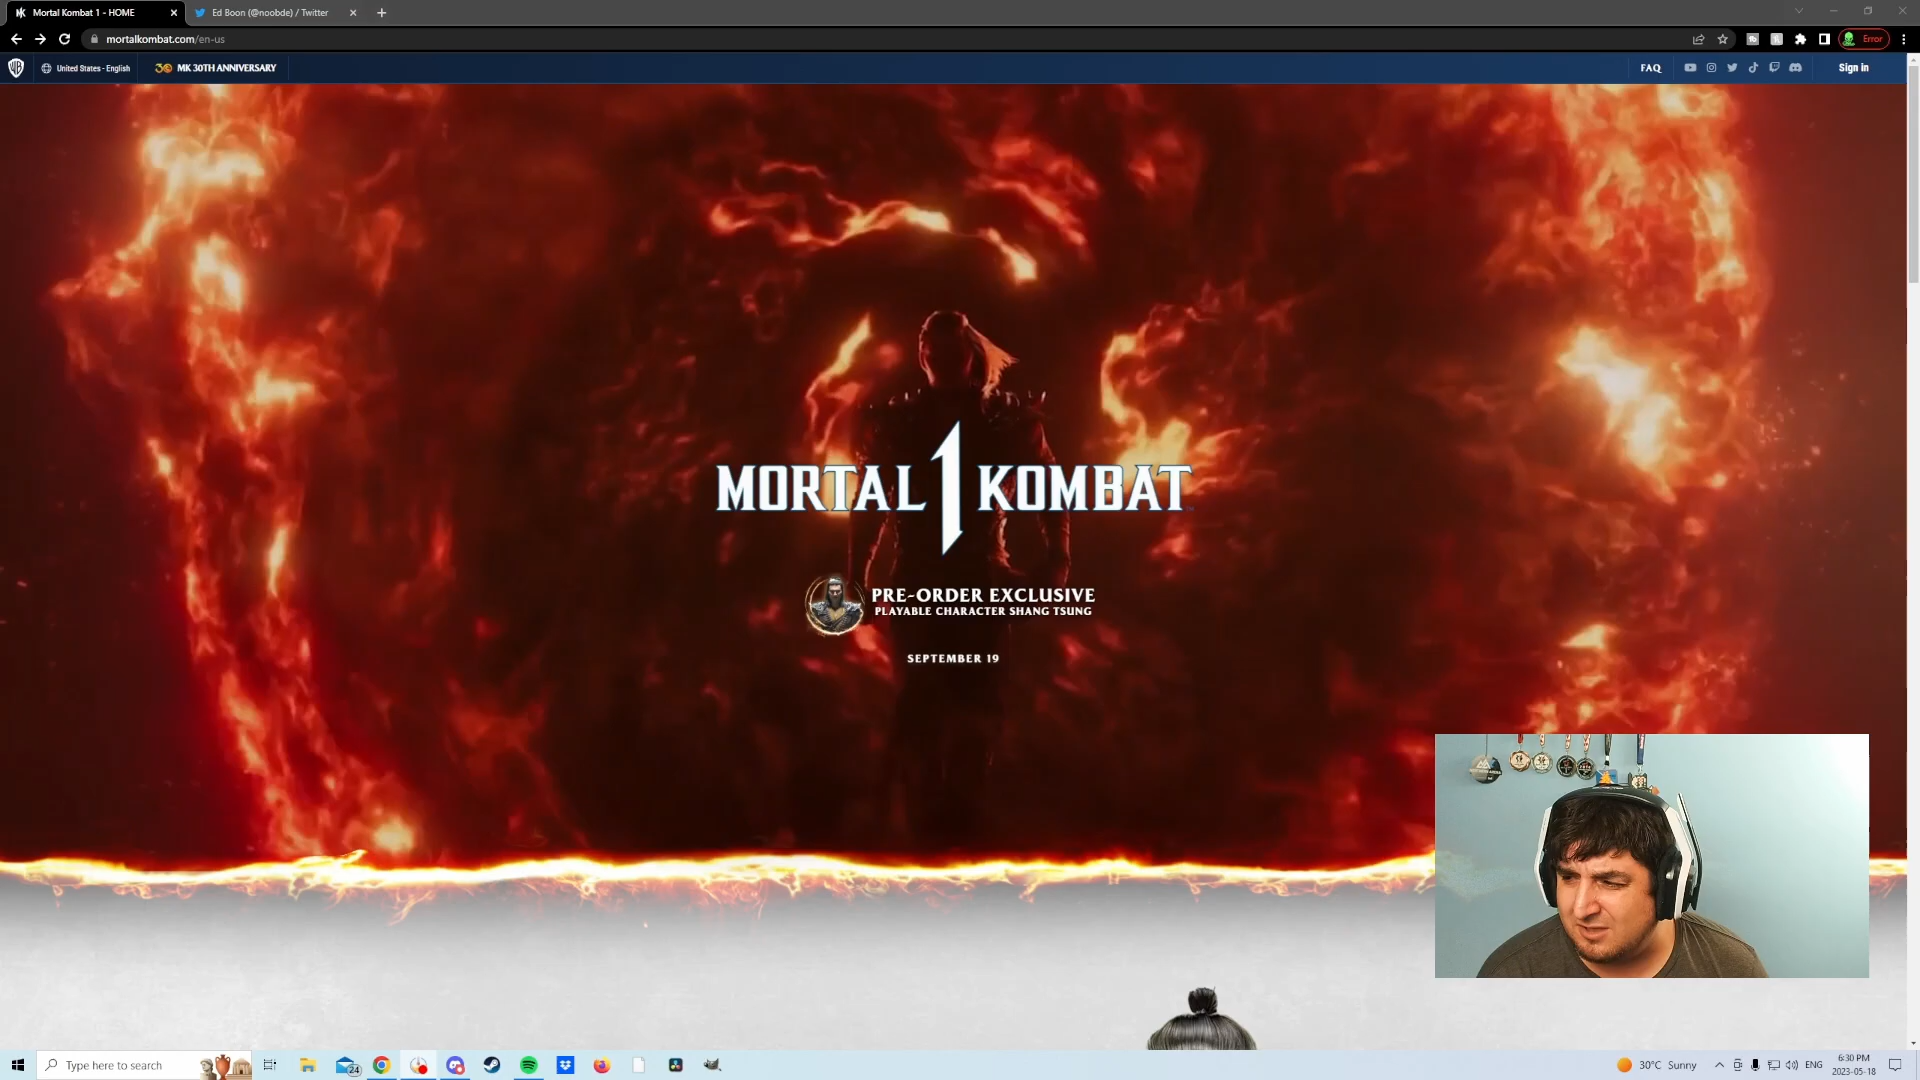 Mortal Kombat 1 - HOME
Ed Boon (@noobde) / Twitter
mortalkombat.com/en-us
Error
United States - English
30 MK 30TH ANNIVERSARY
FAQ
Sign in
MORTAL 1 KOMBAT
PRE-ORDER EXCLUSIVE
PLAYABLE CHARACTER SHANG TSUNG
SEPTEMBER 19
Type here to search
24
30°C Sunny
ENG
6:30 PM
2023-05-18